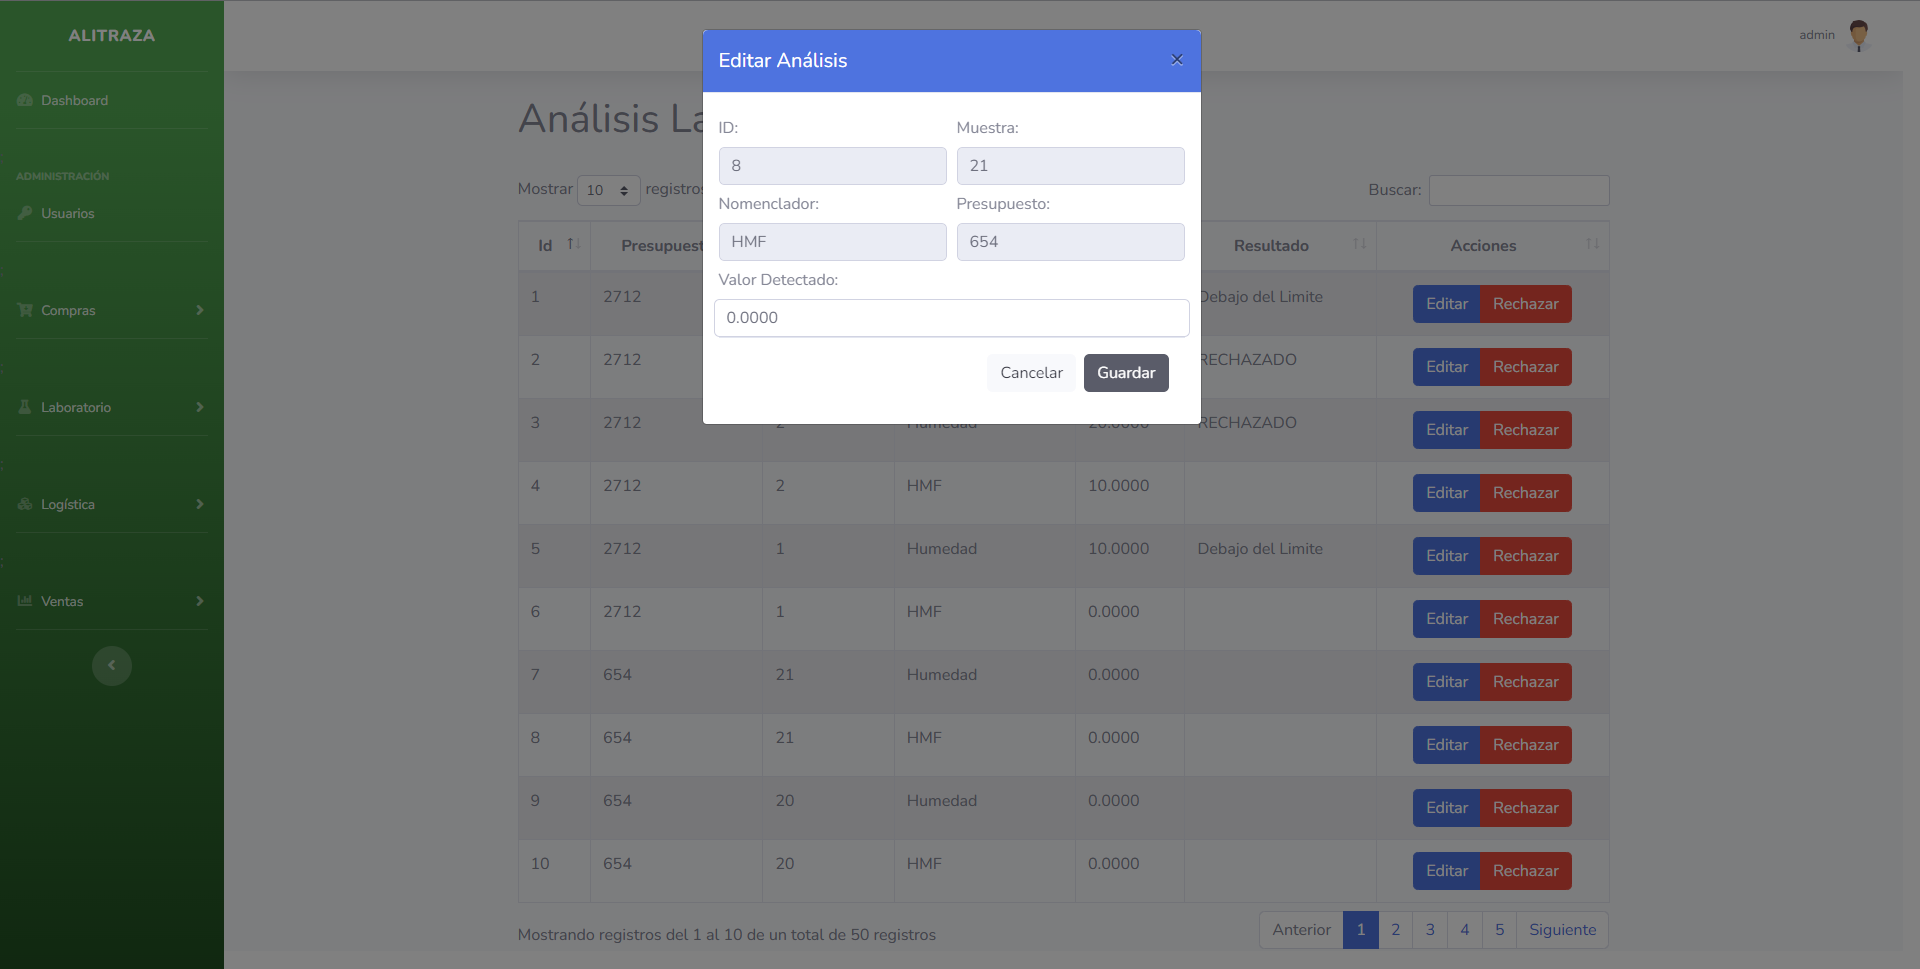 ALITRAZA
admin
Dashboard
ADMINISTRACIÓN
Usuarios
Compras
Laboratorio
Logística
Ventas
Editar Análisis ×
ID: Muestra:
8 21
Nomenclador: Presupuesto:
HMF 654
Valor Detectado:
0.0000
Cancelar Guardar
Análisis La
Mostrar 10 registros Buscar:
Id Presupuest Resultado Acciones
1 2712 Debajo del Limite Editar Rechazar
2 2712 RECHAZADO Editar Rechazar
3 2712 2 Humedad 20.0000 RECHAZADO Editar Rechazar
4 2712 2 HMF 10.0000 Editar Rechazar
5 2712 1 Humedad 10.0000 Debajo del Limite Editar Rechazar
6 2712 1 HMF 0.0000 Editar Rechazar
7 654 21 Humedad 0.0000 Editar Rechazar
8 654 21 HMF 0.0000 Editar Rechazar
9 654 20 Humedad 0.0000 Editar Rechazar
10 654 20 HMF 0.0000 Editar Rechazar
Mostrando registros del 1 al 10 de un total de 50 registros
Anterior 1 2 3 4 5 Siguiente